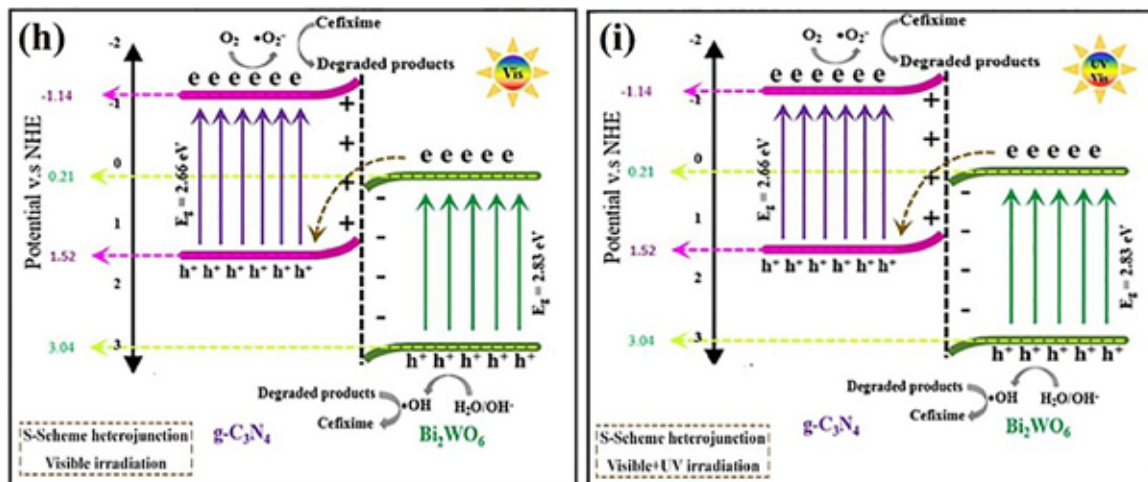 (h)
Cefixime
O₂ •O₂⁻
Degraded products
Vis
e e e e e e
-2
-1.14
-1
+
+
Potential v.s NHE
Eg = 2.66 eV
0
0.21
e e e e e
+
1
+
1.52
h⁺ h⁺ h⁺ h⁺ h⁺ h⁺
2
Eg = 2.83 eV
-
-
-
3
3.04
h⁺ h⁺ h⁺ h⁺ h⁺
Degraded products
•OH H₂O/OH⁻
Cefixime
g-C₃N₄
Bi₂WO₆
S-Scheme heterojunction
Visible irradiation
(i)
Cefixime
O₂ •O₂⁻
Degraded products
UV
Vis
e e e e e e
-2
-1.14
-1
+
+
Potential v.s NHE
Eg = 2.66 eV
0
0.21
e e e e e
+
1
+
1.52
h⁺ h⁺ h⁺ h⁺ h⁺ h⁺
2
Eg = 2.83 eV
-
-
-
3
3.04
h⁺ h⁺ h⁺ h⁺ h⁺
Degraded products
•OH H₂O/OH⁻
Cefixime
g-C₃N₄
Bi₂WO₆
S-Scheme heterojunction
Visible+UV irradiation